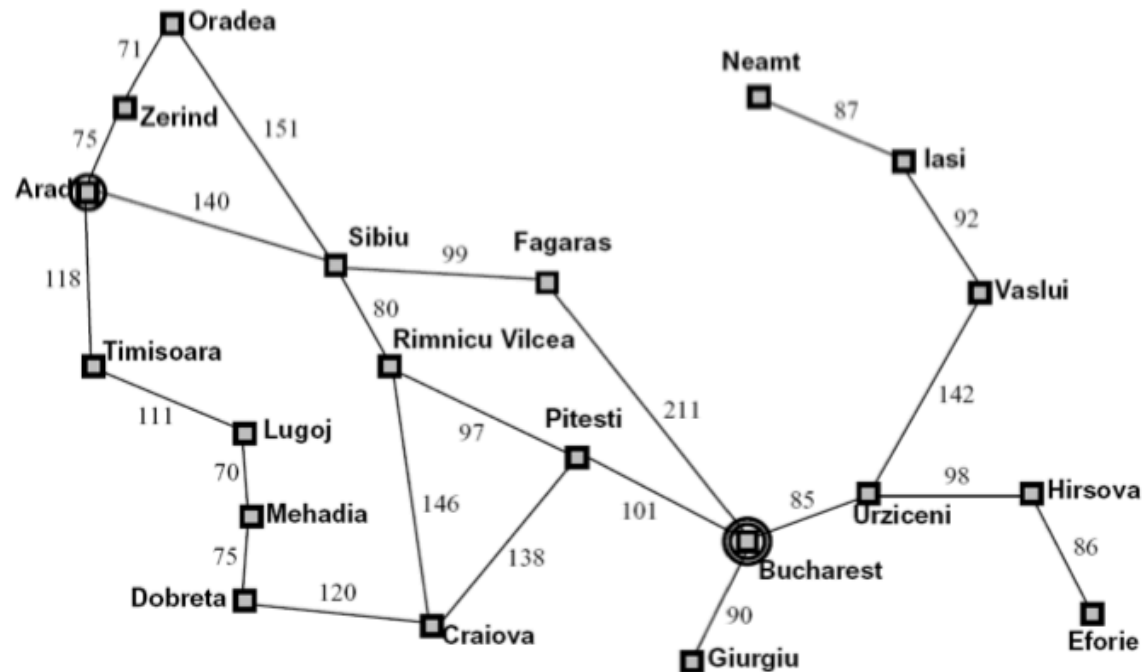 Oradea
71
Neamt
87
Zerind
75
151
Iasi
Arad
140
92
Sibiu
Fagaras
99
118
Vaslui
80
Rimnicu Vilcea
Timisoara
142
211
Pitesti
111
Lugoj
97
70
98
Hirsova
146
101
85
Urziceni
Mehadia
86
75
138
Bucharest
Dobreta
120
90
Craiova
Eforie
Giurgiu